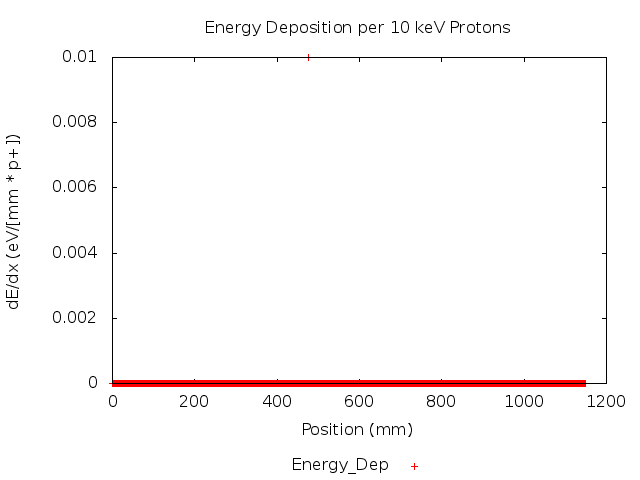 Energy Deposition per 10 keV Protons
0.01
0.008
0.006
0.004
0.002
0
dE/dx (eV/[mm * p+])
0 200 400 600 800 1000 1200
Position (mm)
Energy_Dep